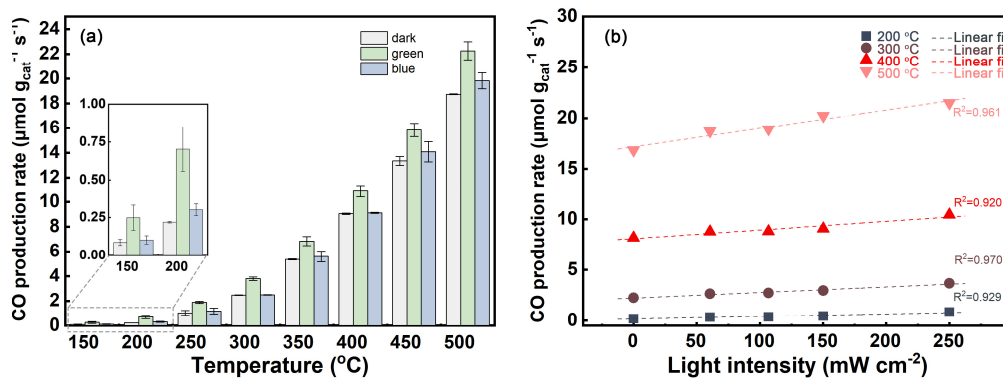 (a)
dark
green
blue
CO production rate (μmol gcat⁻¹ s⁻¹)
24
22
20
18
16
14
12
10
8
6
4
2
0
1.00
0.75
0.50
0.25
0.00
150 200
150 200 250 300 350 400 450 500
Temperature (°C)
(b)
200 °C Linear fi
300 °C Linear fi
400 °C Linear fi
500 °C Linear fi
CO production rate (μmol gcat⁻¹ s⁻¹)
30
25
20
15
10
5
0
R²=0.961
R²=0.920
R²=0.970
R²=0.929
0 50 100 150 200 250
Light intensity (mW cm⁻²)